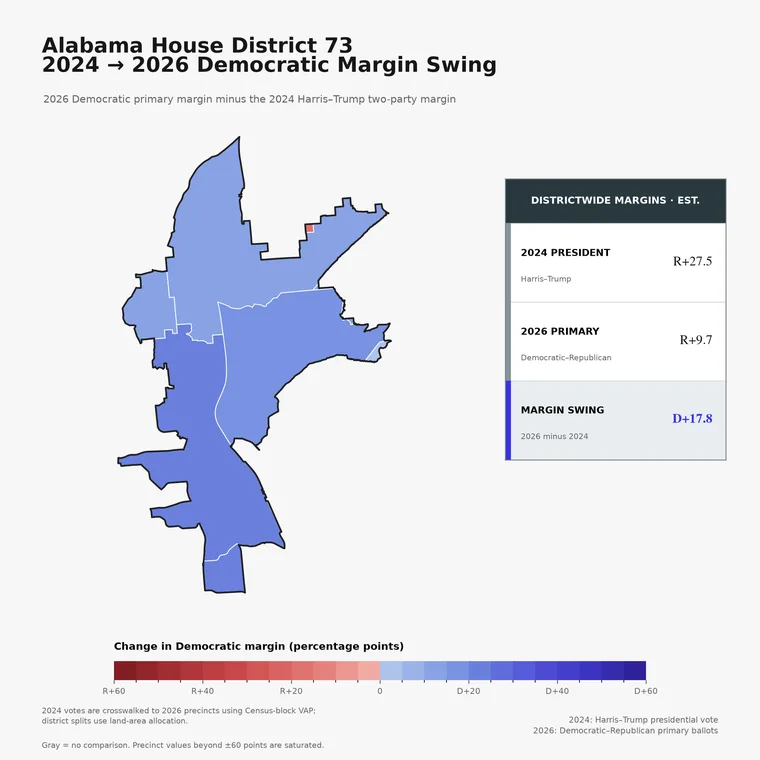 Alabama House District 73
2024 → 2026 Democratic Margin Swing
2026 Democratic primary margin minus the 2024 Harris–Trump two-party margin
DISTRICTWIDE MARGINS · EST.
2024 PRESIDENT
R+27.5
Harris–Trump
2026 PRIMARY
R+9.7
Democratic–Republican
MARGIN SWING
D+17.8
2026 minus 2024
Change in Democratic margin (percentage points)
R+60 R+40 R+20 0 D+20 D+40 D+60
2024 votes are crosswalked to 2026 precincts using Census-block VAP;
district splits use land-area allocation.
2024: Harris–Trump presidential vote
2026: Democratic–Republican primary ballots
Gray = no comparison. Precinct values beyond ±60 points are saturated.